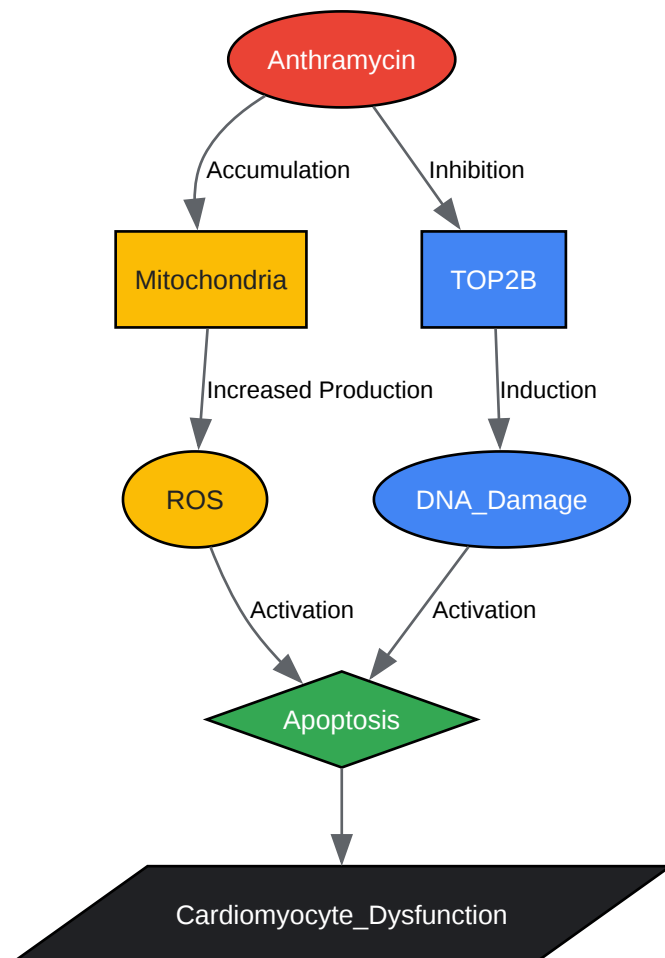 Anthramycin
Accumulation
Inhibition
Mitochondria
TOP2B
Increased Production
Induction
ROS
DNA_Damage
Activation
Activation
Apoptosis
Cardiomyocyte_Dysfunction